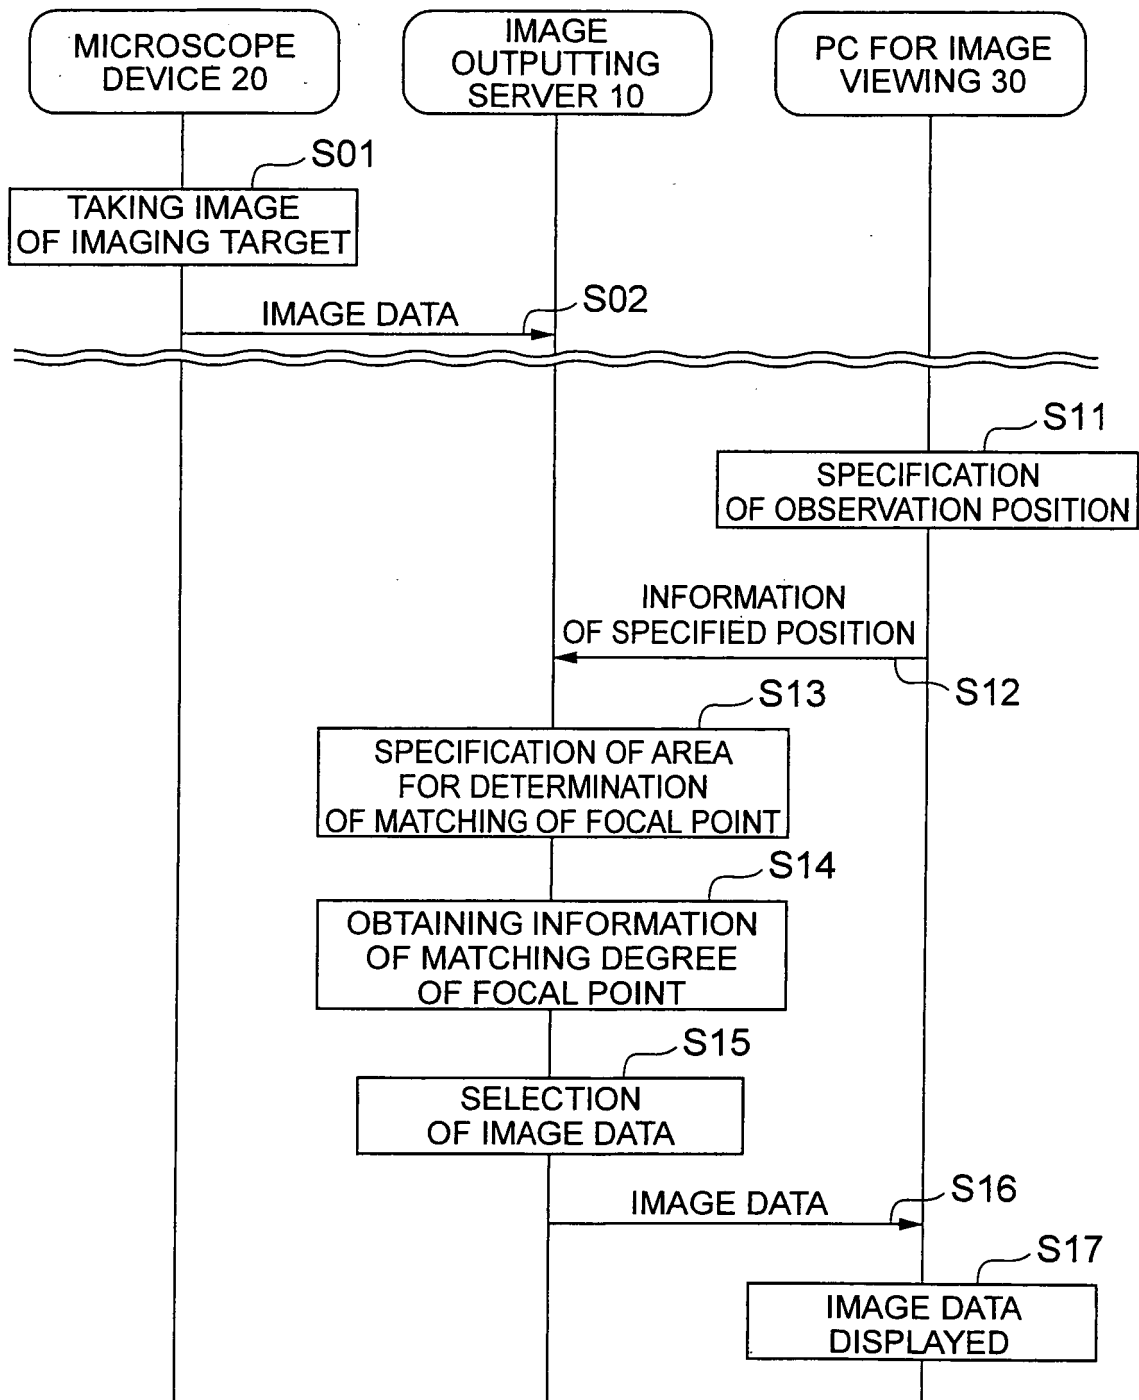 MICROSCOPE
DEVICE 20
IMAGE
OUTPUTTING
SERVER 10
PC FOR IMAGE
VIEWING 30
S01
TAKING IMAGE
OF IMAGING TARGET
IMAGE DATA
S02
S11
SPECIFICATION
OF OBSERVATION POSITION
INFORMATION
OF SPECIFIED POSITION
S12
S13
SPECIFICATION OF AREA
FOR DETERMINATION
OF MATCHING OF FOCAL POINT
S14
OBTAINING INFORMATION
OF MATCHING DEGREE
OF FOCAL POINT
S15
SELECTION
OF IMAGE DATA
IMAGE DATA
S16
S17
IMAGE DATA
DISPLAYED